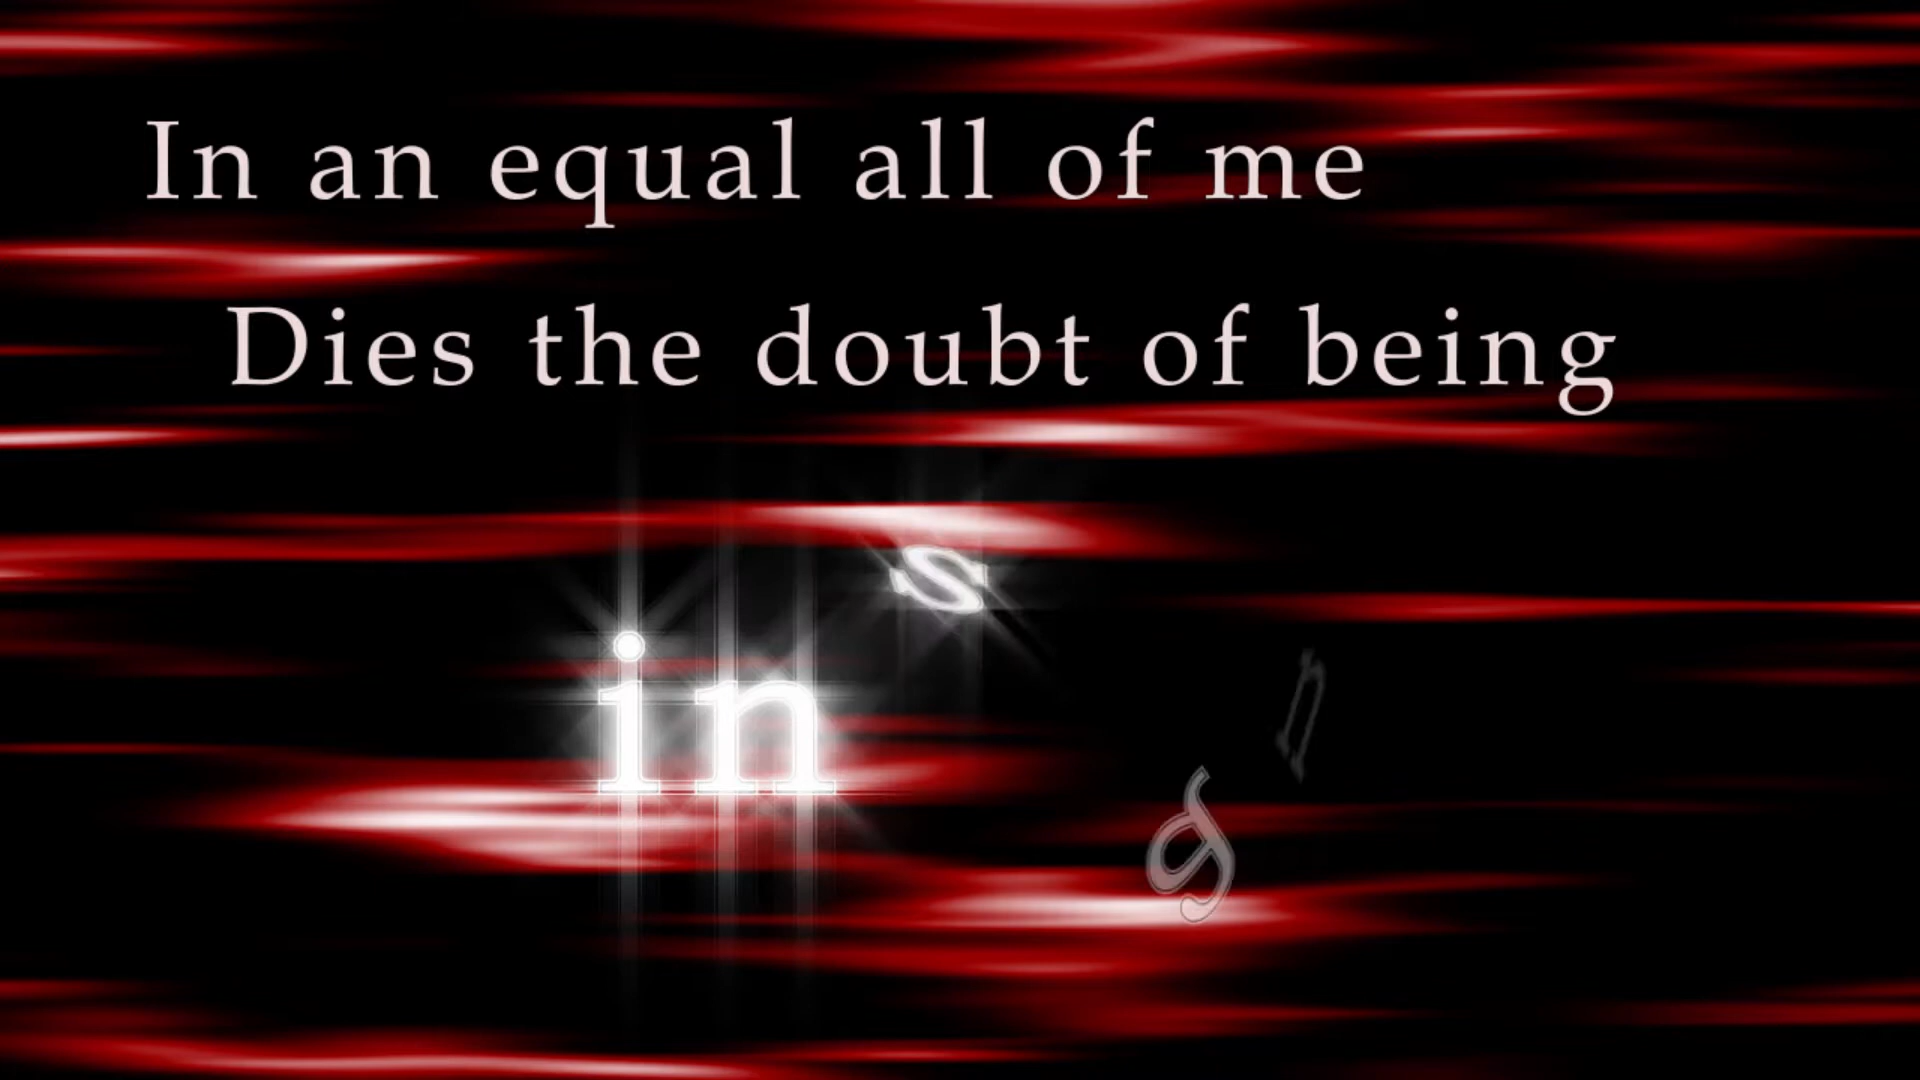 In an equal all of me
Dies the doubt of being
in s